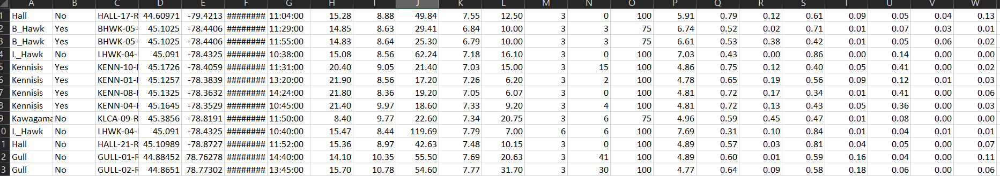 A B C D E F G H I J K L M N O P Q R S T U V W
1 Hall No HALL-17-R 44.60971 -79.4213 ######## 11:04:00 15.28 8.88 49.84 7.55 12.50 3 0 100 5.91 0.79 0.12 0.61 0.09 0.05 0.04 0.13
2 B_Hawk Yes BHWK-05- 45.1025 -78.4406 ######## 11:29:00 14.85 8.63 29.41 6.84 10.00 3 3 75 6.74 0.52 0.02 0.71 0.01 0.07 0.03 0.01
3 B_Hawk Yes BHWK-05- 45.1025 -78.4406 ######## 11:55:00 14.83 8.64 25.30 6.79 10.00 3 3 75 6.61 0.53 0.38 0.42 0.01 0.05 0.06 0.02
4 L_Hawk No LHWK-04- 45.091 -78.4325 ######## 10:38:00 15.08 8.56 62.24 7.18 16.10 3 0 100 7.03 0.43 0.00 0.86 0.00 0.14 0.00 0.00
5 Kennisis Yes KENN-10-F 45.1726 -78.4059 ######## 11:31:00 20.40 9.05 21.40 7.03 15.00 3 15 100 4.86 0.75 0.12 0.40 0.05 0.41 0.00 0.02
6 Kennisis Yes KENN-01-F 45.1257 -78.3839 ######## 13:20:00 21.90 8.56 17.20 7.26 6.20 3 2 100 4.78 0.65 0.19 0.56 0.09 0.12 0.01 0.03
7 Kennisis Yes KENN-08-F 45.1325 -78.3632 ######## 14:24:00 21.80 8.36 19.20 7.05 6.07 3 0 100 4.81 0.72 0.17 0.34 0.01 0.41 0.00 0.06
8 Kennisis Yes KENN-04-F 45.1645 -78.3529 ######## 10:45:00 21.40 9.97 18.60 7.33 9.20 3 4 100 4.81 0.72 0.13 0.43 0.05 0.36 0.00 0.03
9 Kawagama No KLCA-09-R 45.3856 -78.8191 ######## 11:50:00 8.40 9.77 22.60 7.34 20.75 3 6 75 4.96 0.59 0.45 0.47 0.01 0.08 0.00 0.00
0 L_Hawk No LHWK-04- 45.091 -78.4325 ######## 10:40:00 15.47 8.44 119.69 7.79 7.00 6 6 100 7.69 0.31 0.10 0.84 0.01 0.04 0.01 0.01
1 Hall No HALL-21-R 45.10989 -78.8727 ######## 11:52:00 15.36 8.97 42.63 7.48 10.15 3 0 100 4.89 0.57 0.03 0.81 0.04 0.05 0.00 0.07
2 Gull No GULL-01-R 44.88452 78.76278 ######## 14:40:00 14.10 10.35 55.50 7.69 20.63 3 41 100 4.89 0.60 0.01 0.59 0.16 0.04 0.00 0.11
3 Gull No GULL-02-R 44.8651 78.77302 ######## 13:45:00 15.70 10.78 54.60 7.77 31.70 3 30 100 4.77 0.64 0.09 0.58 0.18 0.06 0.00 0.06